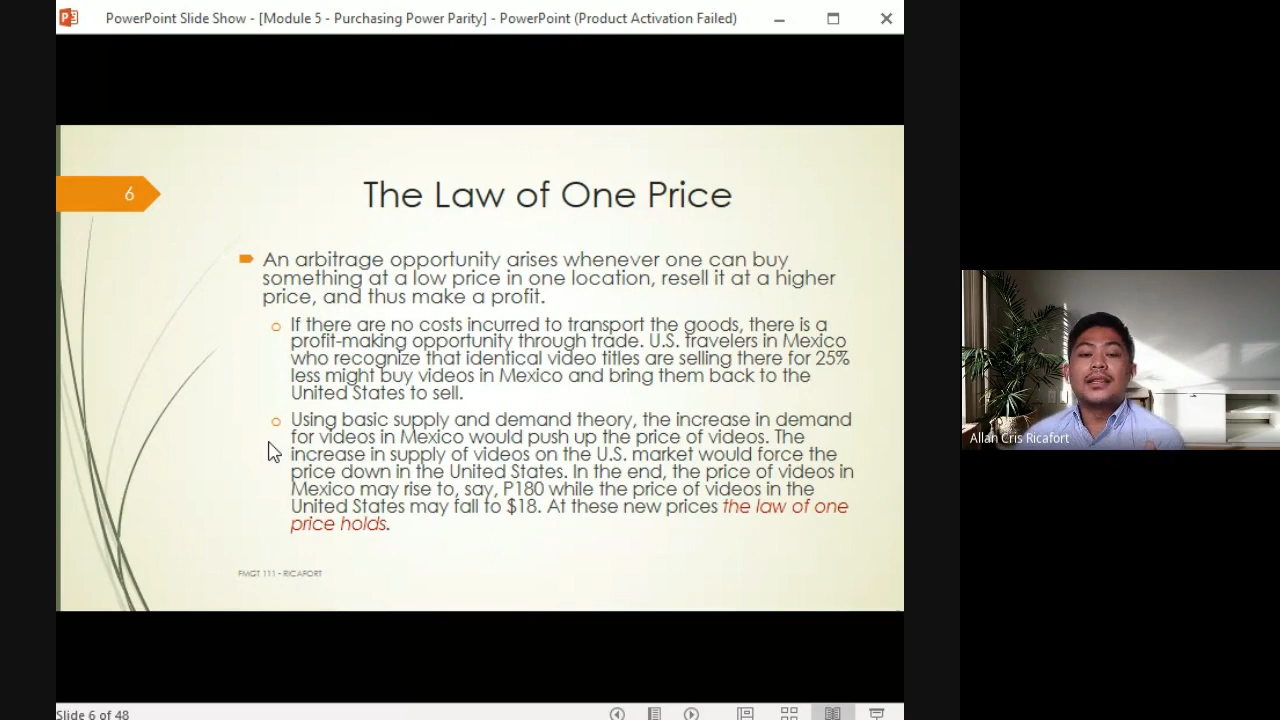 PowerPoint Slide Show - [Module 5 - Purchasing Power Parity] - PowerPoint (Product Activation Failed)
6
The Law of One Price
An arbitrage opportunity arises whenever one can buy
something at a low price in one location, resell it at a higher
price, and thus make a profit.
If there are no costs incurred to transport the goods, there is a
profit-making opportunity through trade. U.S. travelers in Mexico
who recognize that identical video titles are selling there for 25%
less might buy videos in Mexico and bring them back to the
United States to sell.
Using basic supply and demand theory, the increase in demand
for videos in Mexico would push up the price of videos. The
increase in supply of videos on the U.S. market would force the
price down in the United States. In the end, the price of videos in
Mexico may rise to, say, P180 while the price of videos in the
United States may fall to $18. At these new prices the law of one
price holds.
FMGT 111 - RICAFORT
Allan Cris Ricafort
Slide 6 of 48